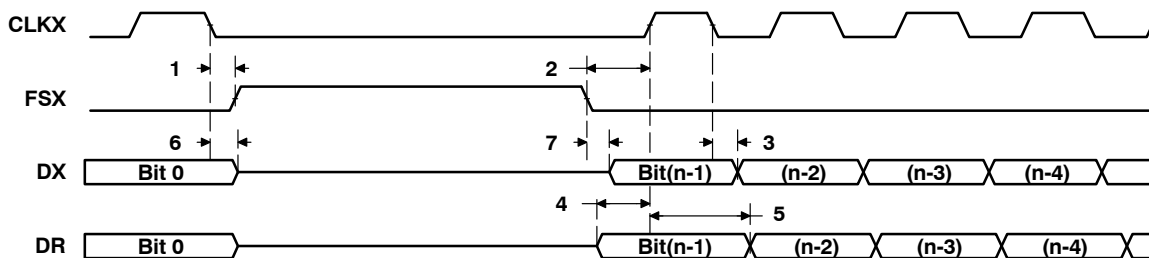 CLKX
1 2
FSX
6 7 3
DX Bit 0 Bit(n-1) (n-2) (n-3) (n-4)
4 5
DR Bit 0 Bit(n-1) (n-2) (n-3) (n-4)